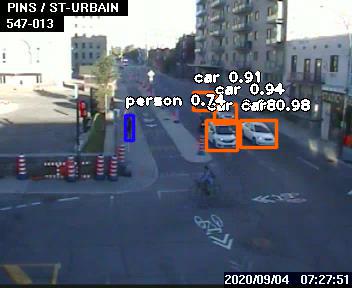 PINS / ST-URBAIN
547-013
car 0.91
car 0.94
person 0.74
car 0.98
2020/09/04 07:27:51